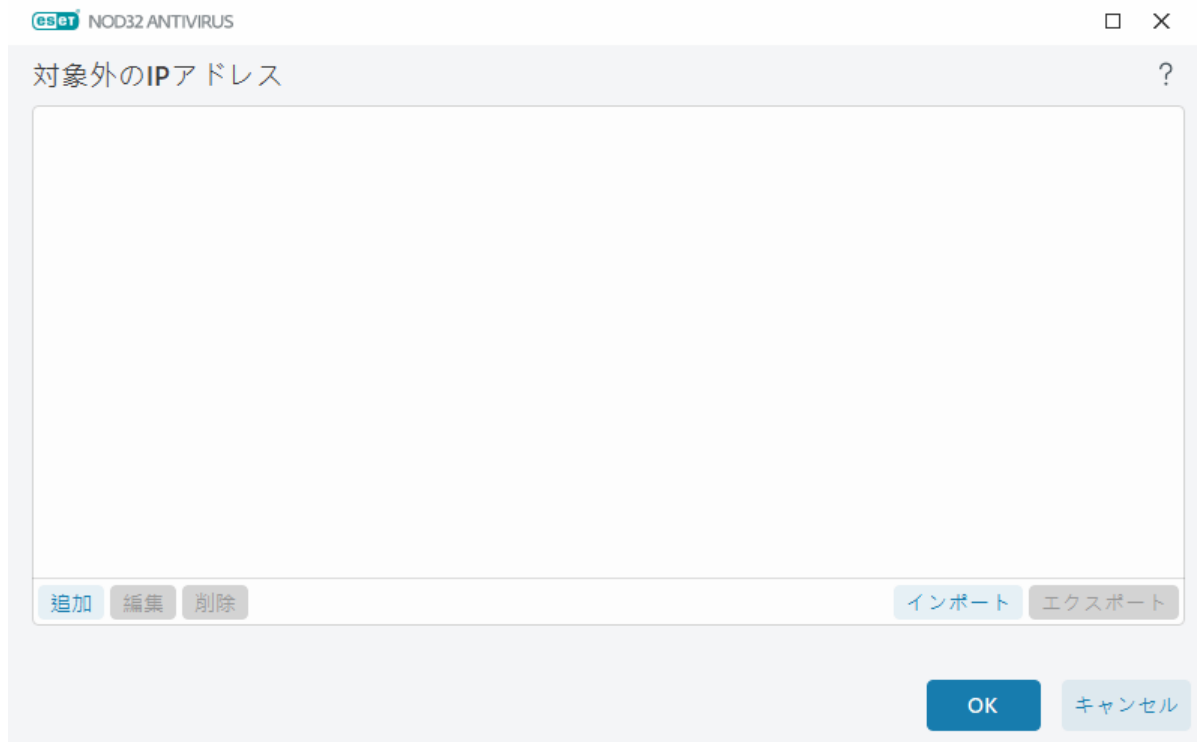 eset NOD32 ANTIVIRUS
対象外のIPアドレス ?
追加 編集 削除 インポート エクスポート
OK キャンセル